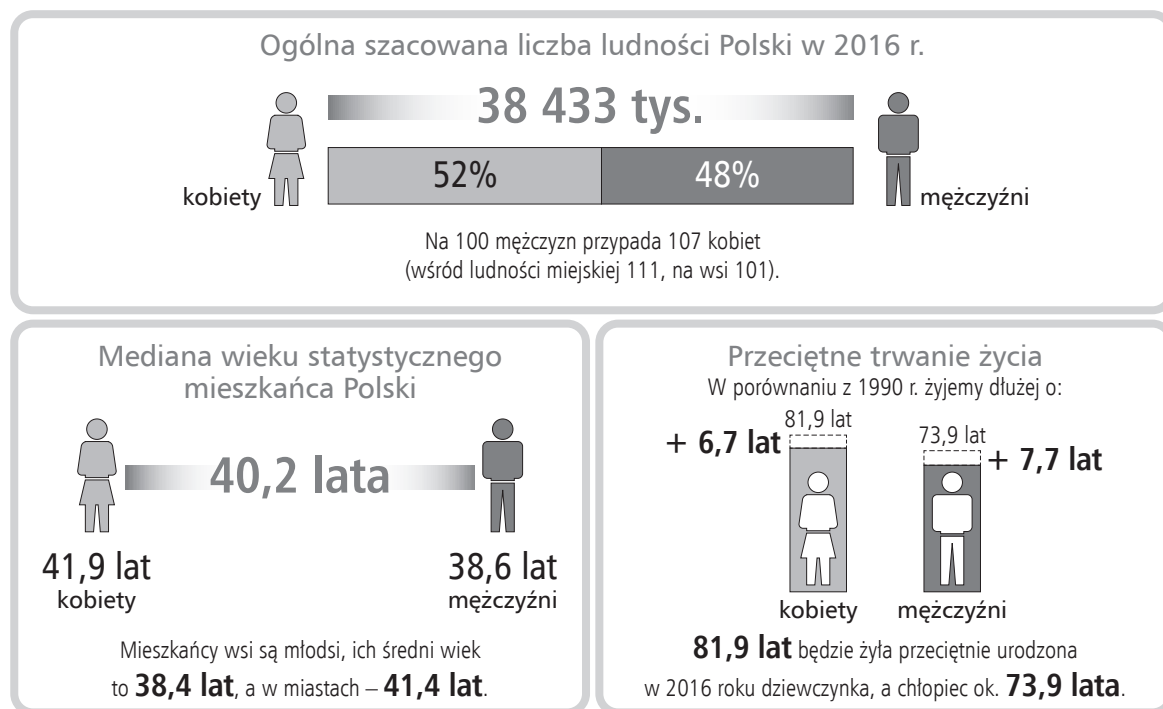 Ogólna szacowana liczba ludności Polski w 2016 r.
38 433 tys.
52% 48%
kobiety mężczyźni
Na 100 mężczyzn przypada 107 kobiet
(wśród ludności miejskiej 111, na wsi 101).
Mediana wieku statystycznego
mieszkańca Polski
40,2 lata
41,9 lat
kobiety
38,6 lat
mężczyźni
Mieszkańcy wsi są młodsi, ich średni wiek
to 38,4 lat, a w miastach – 41,4 lat.
Przeciętne trwanie życia
W porównaniu z 1990 r. żyjemy dłużej o:
81,9 lat
+ 6,7 lat
73,9 lat
+ 7,7 lat
kobiety mężczyźni
81,9 lat będzie żyła przeciętnie urodzona
w 2016 roku dziewczynka, a chłopiec ok. 73,9 lata.